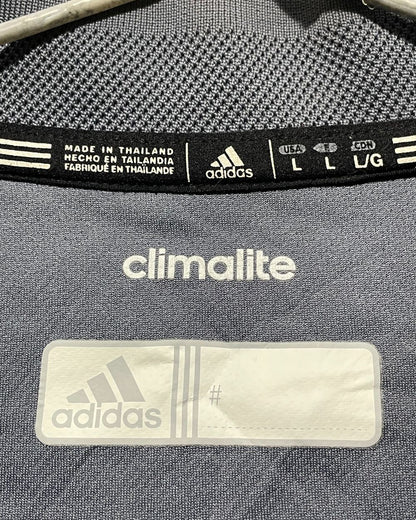 MADE IN THAILAND
HECHO EN TAILANDIA
FABRIQUÉ EN THAÏLANDE
adidas
USA E CDN
L L L/G
climalite
adidas #